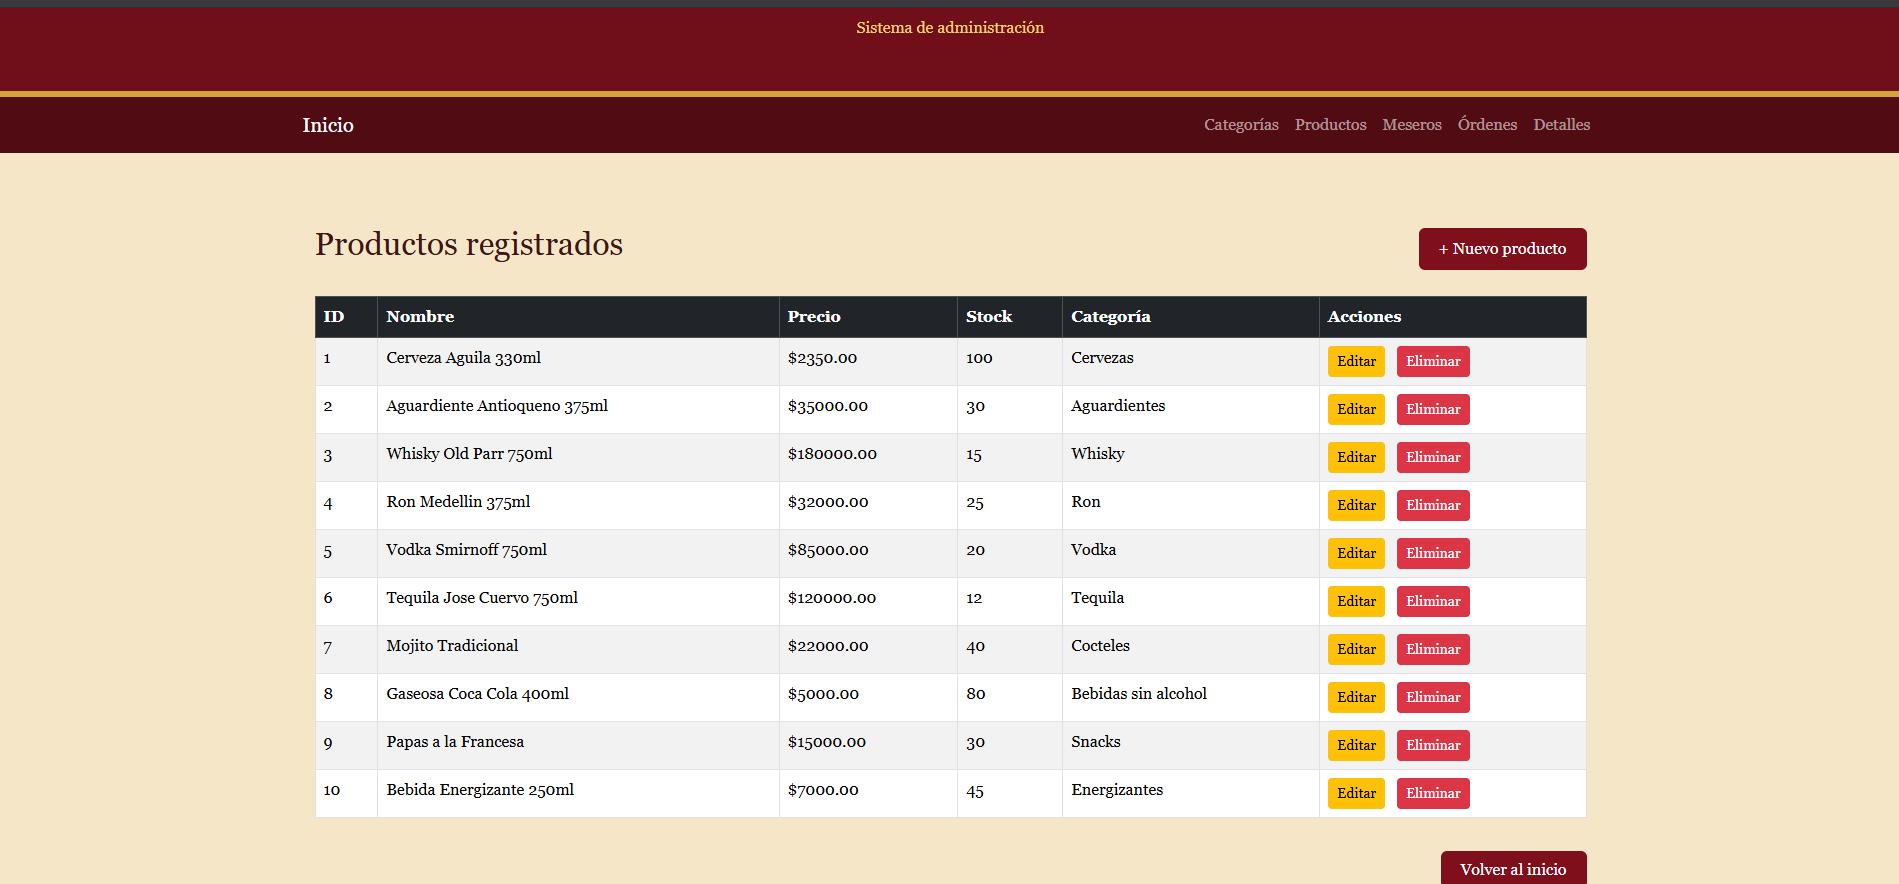 Sistema de administración
Inicio Categorías Productos Meseros Órdenes Detalles
Productos registrados + Nuevo producto
ID Nombre Precio Stock Categoría Acciones
1 Cerveza Aguila 330ml $2350.00 100 Cervezas Editar Eliminar
2 Aguardiente Antioqueno 375ml $35000.00 30 Aguardientes Editar Eliminar
3 Whisky Old Parr 750ml $180000.00 15 Whisky Editar Eliminar
4 Ron Medellin 375ml $32000.00 25 Ron Editar Eliminar
5 Vodka Smirnoff 750ml $85000.00 20 Vodka Editar Eliminar
6 Tequila Jose Cuervo 750ml $120000.00 12 Tequila Editar Eliminar
7 Mojito Tradicional $22000.00 40 Cocteles Editar Eliminar
8 Gaseosa Coca Cola 400ml $5000.00 80 Bebidas sin alcohol Editar Eliminar
9 Papas a la Francesa $15000.00 30 Snacks Editar Eliminar
10 Bebida Energizante 250ml $7000.00 45 Energizantes Editar Eliminar
Volver al inicio